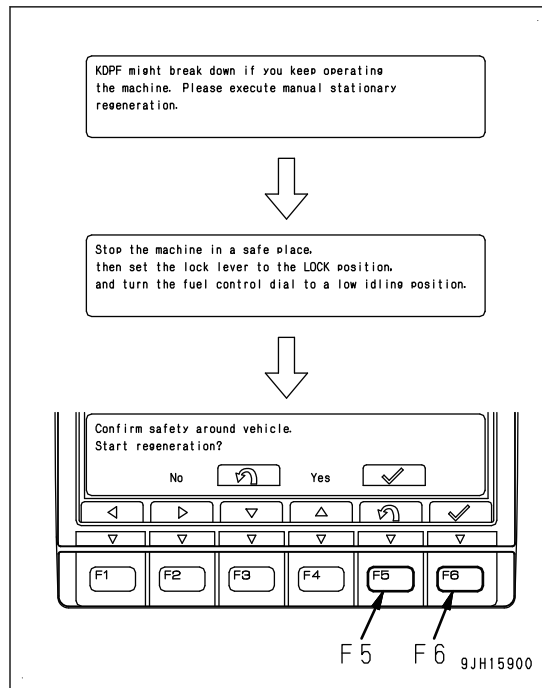 KDPF might break down if you keep operating
the machine. Please execute manual stationary
regeneration.
Stop the machine in a safe place,
then set the lock lever to the LOCK position,
and turn the fuel control dial to a low idling position.
Confirm safety around vehicle.
Start regeneration?
No Yes
F1 F2 F3 F4 F5 F6
F5 F6
9JH15900